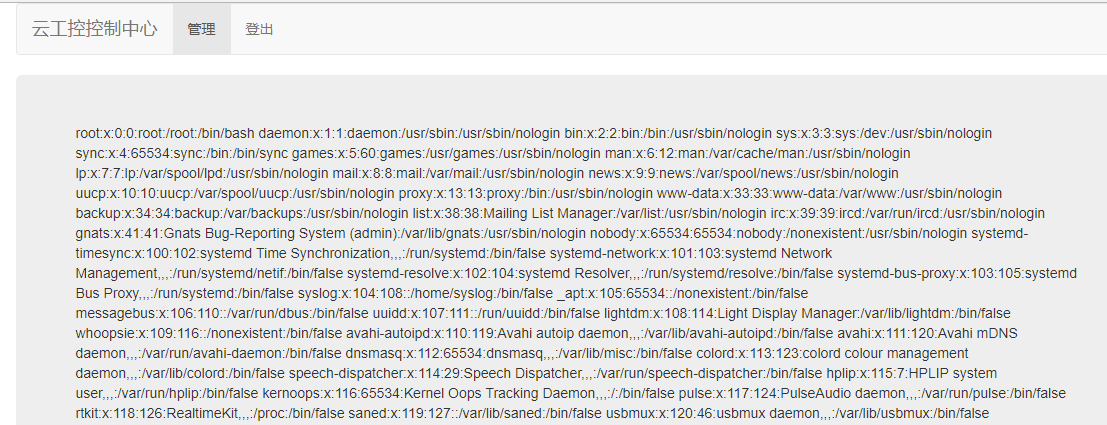 云工控控制中心 管理 登出
root:x:0:0:root:/root:/bin/bash daemon:x:1:1:daemon:/usr/sbin:/usr/sbin/nologin bin:x:2:2:bin:/bin:/usr/sbin/nologin sys:x:3:3:sys:/dev:/usr/sbin/nologin
sync:x:4:65534:sync:/bin:/bin/sync games:x:5:60:games:/usr/games:/usr/sbin/nologin man:x:6:12:man:/var/cache/man:/usr/sbin/nologin
lp:x:7:7:lp:/var/spool/lpd:/usr/sbin/nologin mail:x:8:8:mail:/var/mail:/usr/sbin/nologin news:x:9:9:news:/var/spool/news:/usr/sbin/nologin
uucp:x:10:10:uucp:/var/spool/uucp:/usr/sbin/nologin proxy:x:13:13:proxy:/bin:/usr/sbin/nologin www-data:x:33:33:www-data:/var/www:/usr/sbin/nologin
backup:x:34:34:backup:/var/backups:/usr/sbin/nologin list:x:38:38:Mailing List Manager:/var/list:/usr/sbin/nologin irc:x:39:39:ircd:/var/run/ircd:/usr/sbin/nologin
gnats:x:41:41:Gnats Bug-Reporting System (admin):/var/lib/gnats:/usr/sbin/nologin nobody:x:65534:65534:nobody:/nonexistent:/usr/sbin/nologin systemd-
timesync:x:100:102:systemd Time Synchronization,,,:/run/systemd:/bin/false systemd-network:x:101:103:systemd Network
Management,,,:/run/systemd/netif:/bin/false systemd-resolve:x:102:104:systemd Resolver,,,:/run/systemd/resolve:/bin/false systemd-bus-proxy:x:103:105:systemd
Bus Proxy,,,:/run/systemd:/bin/false syslog:x:104:108::/home/syslog:/bin/false _apt:x:105:65534::/nonexistent:/bin/false
messagebus:x:106:110::/var/run/dbus:/bin/false uuidd:x:107:111::/run/uuidd:/bin/false lightdm:x:108:114:Light Display Manager:/var/lib/lightdm:/bin/false
whoopsie:x:109:116::/nonexistent:/bin/false avahi-autoipd:x:110:119:Avahi autoip daemon,,,:/var/lib/avahi-autoipd:/bin/false avahi:x:111:120:Avahi mDNS
daemon,,,:/var/run/avahi-daemon:/bin/false dnsmasq:x:112:65534:dnsmasq,,,:/var/lib/misc:/bin/false colord:x:113:123:colord colour management
daemon,,,:/var/lib/colord:/bin/false speech-dispatcher:x:114:29:Speech Dispatcher,,,:/var/run/speech-dispatcher:/bin/false hplip:x:115:7:HPLIP system
user,,,:/var/run/hplip:/bin/false kernoops:x:116:65534:Kernel Oops Tracking Daemon,,,:/:/bin/false pulse:x:117:124:PulseAudio daemon,,,:/var/run/pulse:/bin/false
rtkit:x:118:126:RealtimeKit,,,:/proc:/bin/false saned:x:119:127::/var/lib/saned:/bin/false usbmux:x:120:46:usbmux daemon,,,:/var/lib/usbmux:/bin/false